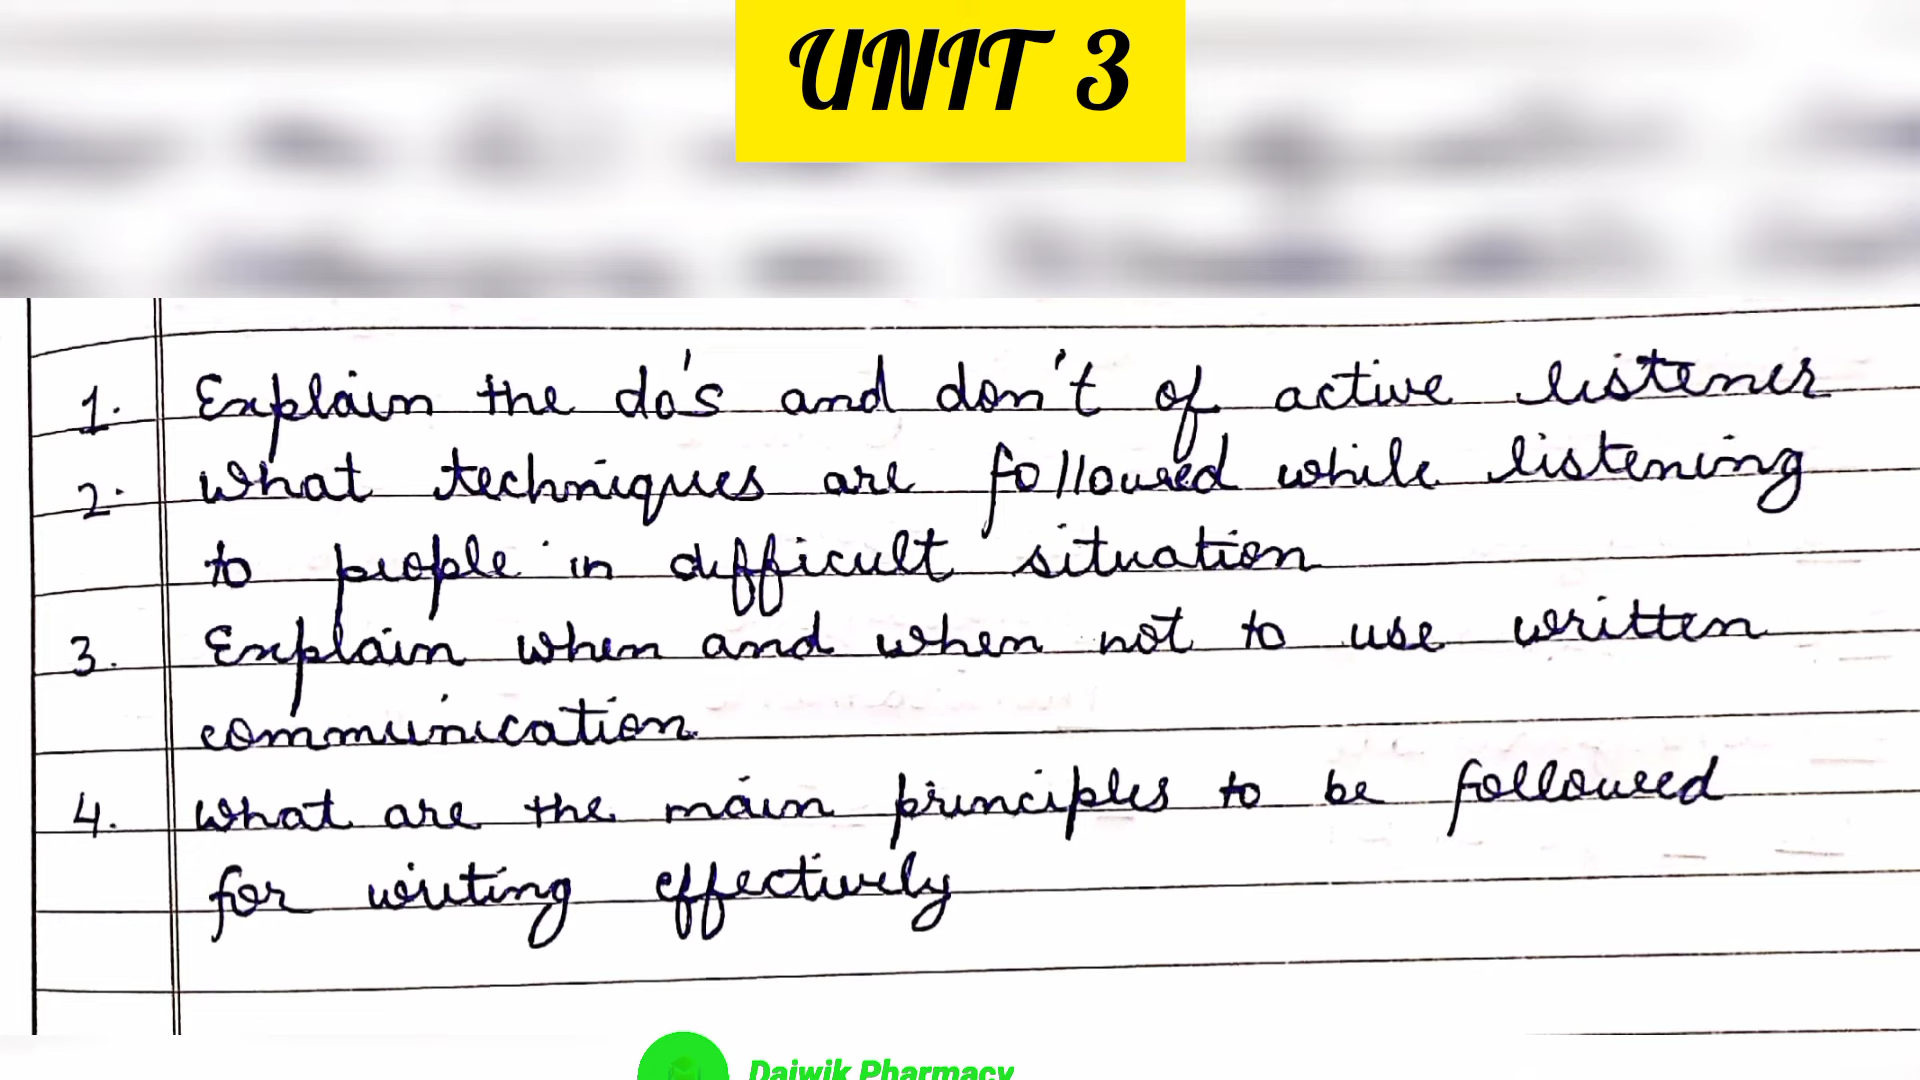 UNIT 3
1. Explain the do's and don't of active listener
2. What techniques are followed while listening
to people in difficult situation
3. Explain when and when not to use written
communication.
4. What are the main principles to be followed
for writing effectively
Daiwik Pharmacy